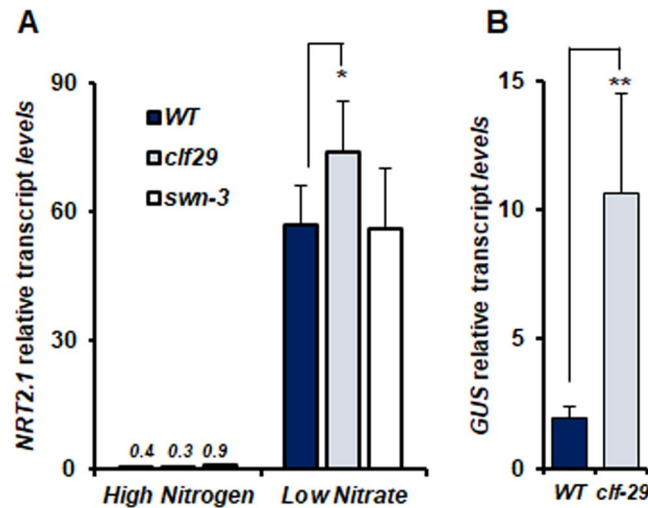 A
NRT2.1 relative transcript levels
90
60
30
0
WT
clf29
swn-3
*
0.4 0.3 0.9
High Nitrogen Low Nitrate
B
GUS relative transcript levels
15
10
5
0
**
WT clf-29